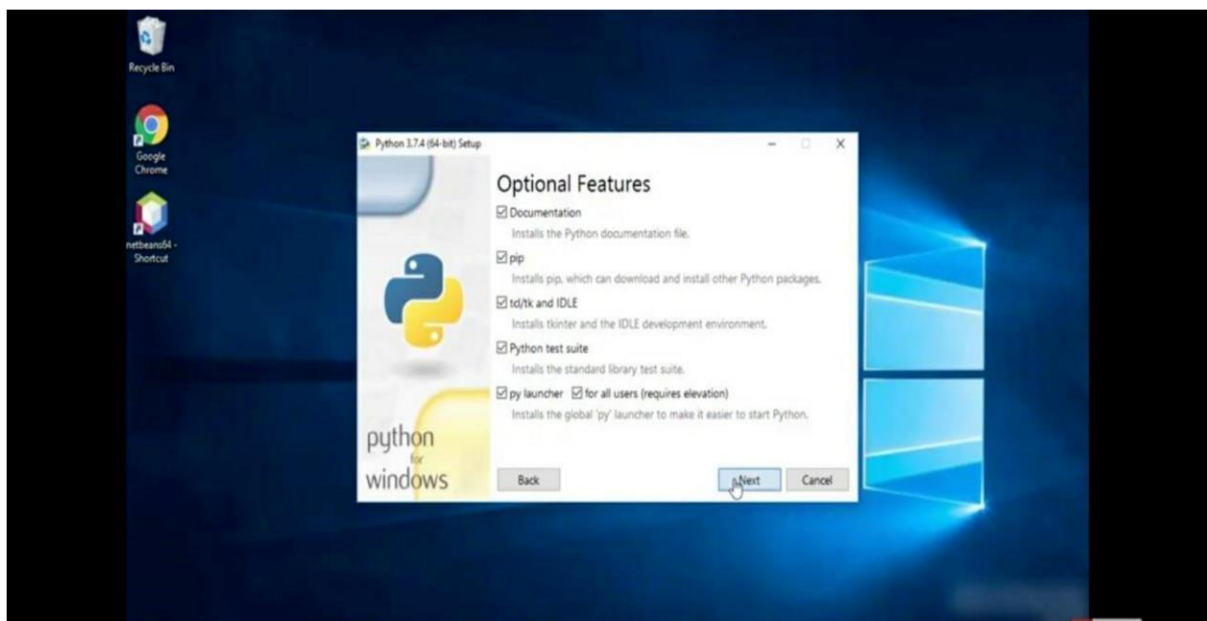 Recycle Bin
Google
Chrome
netbeans64 -
Shortcut
Python 3.7.4 (64-bit) Setup
Optional Features
Documentation
Installs the Python documentation file.
pip
Installs pip, which can download and install other Python packages.
td/tk and IDLE
Installs tkinter and the IDLE development environment.
Python test suite
Installs the standard library test suite.
py launcher for all users (requires elevation)
Installs the global 'py' launcher to make it easier to start Python.
python
for
windows
Back Next Cancel